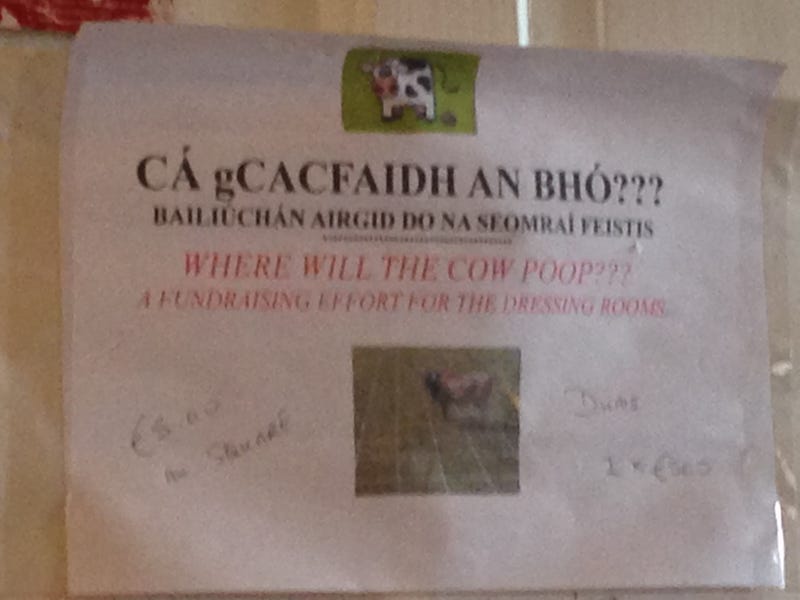 CÁ gCACFAIDH AN BHÓ???
BAILIÚCHÁN AIRGID DO NA SEOMRAÍ FEISTIS
WHERE WILL THE COW POOP???
A FUNDRAISING EFFORT FOR THE DRESSING ROOMS.
SQUARE